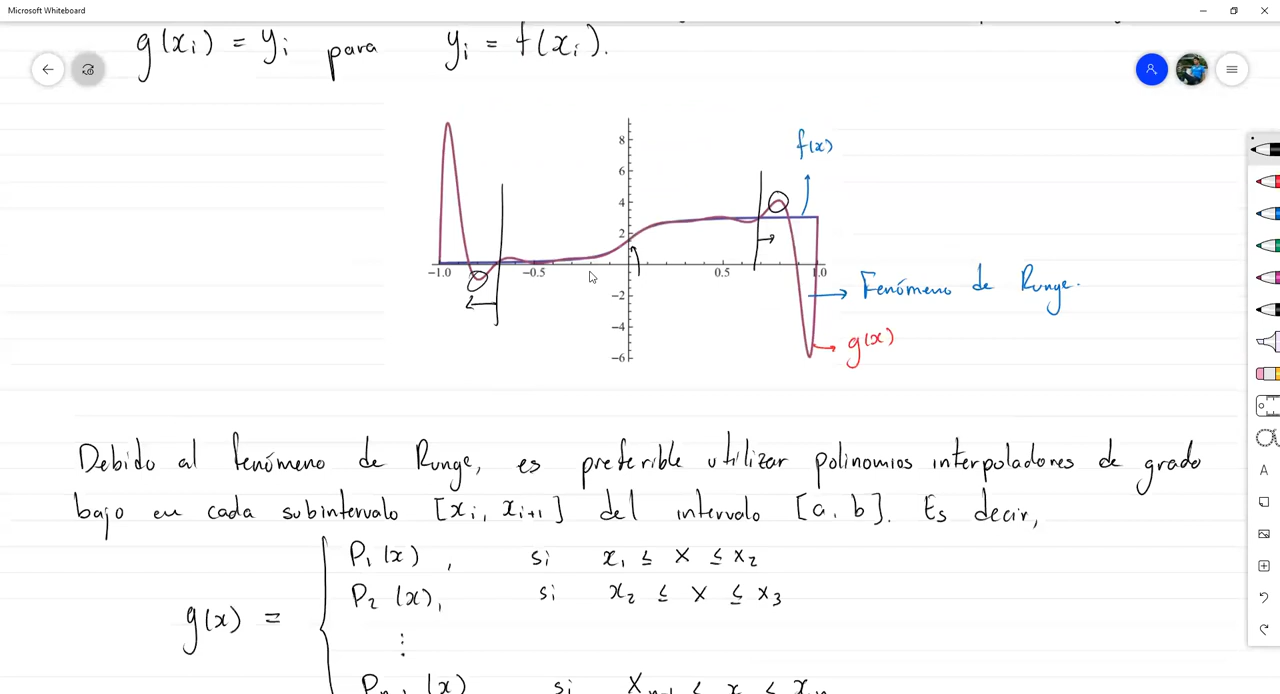 Microsoft Whiteboard
g(xi) = yi para yi = f(xi).
f(x)
8
6
4
2
-1.0 -0.5 0.5 1.0
-2
-4
-6
Fenómeno de Runge.
g(x)
Debido al fenómeno de Runge, es preferible utilizar polinomios interpoladores de grado
bajo en cada subintervalo [xi, xi+1] del intervalo [a, b]. Es decir,
P1(x), si x1 ≤ x ≤ x2
P2(x), si x2 ≤ x ≤ x3
g(x) =
⋮
si
A